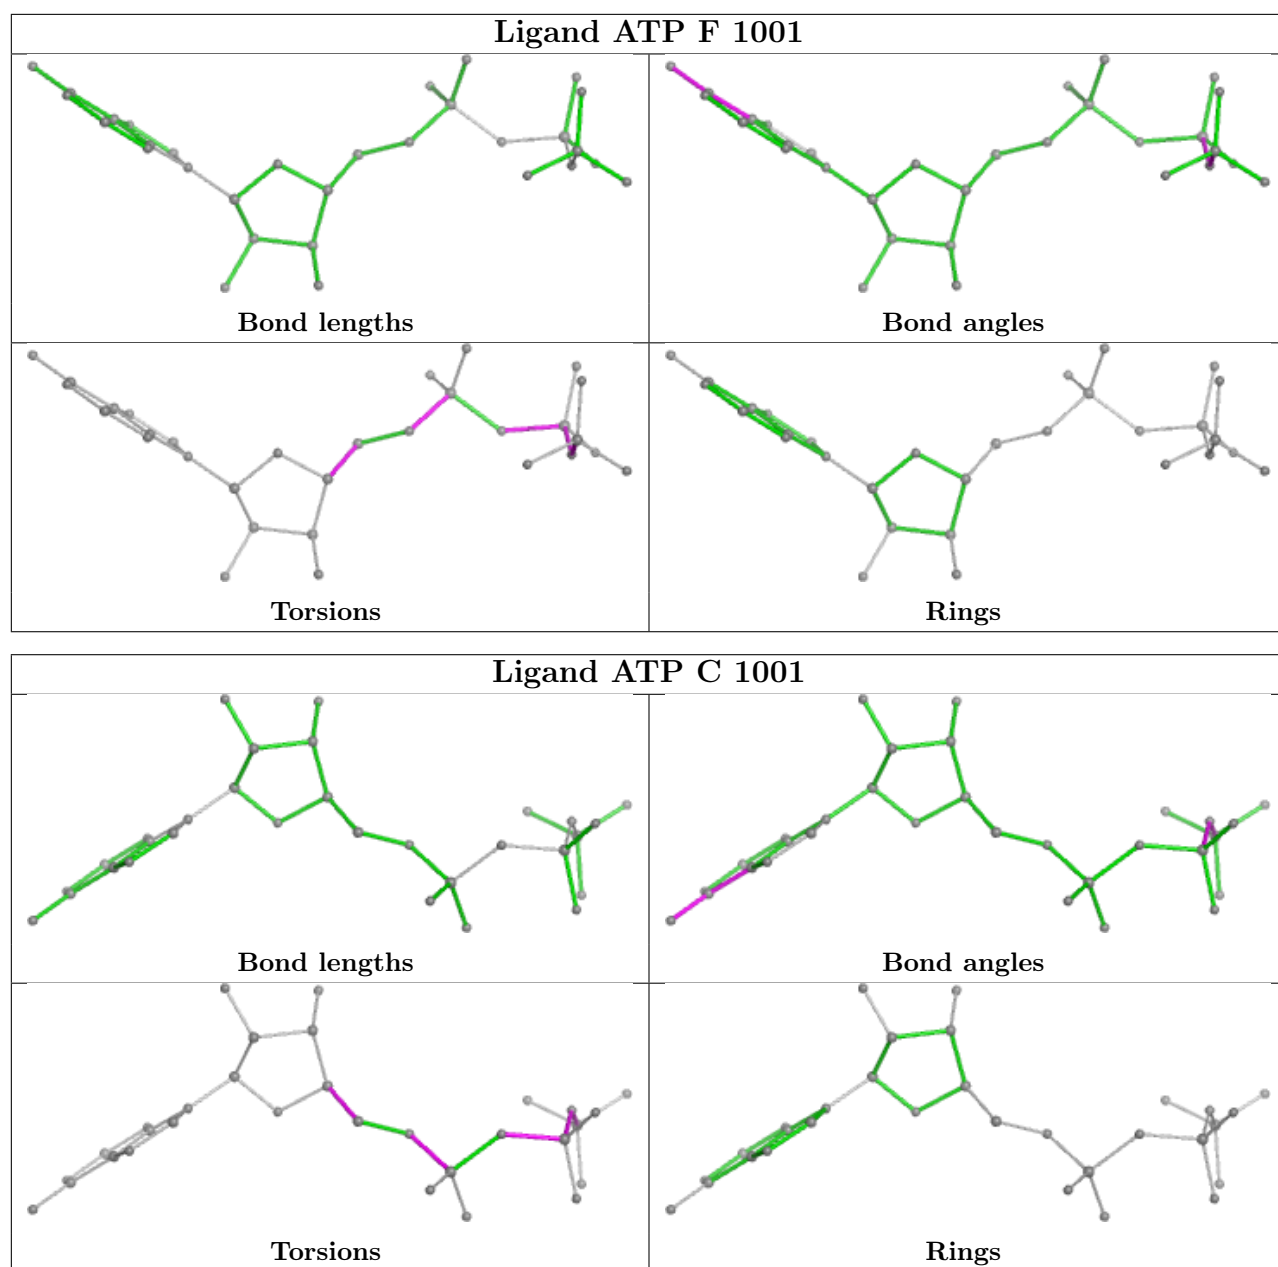 Ligand ATP F 1001
Bond lengths
Bond angles
Torsions
Rings
Ligand ATP C 1001
Bond lengths
Bond angles
Torsions
Rings